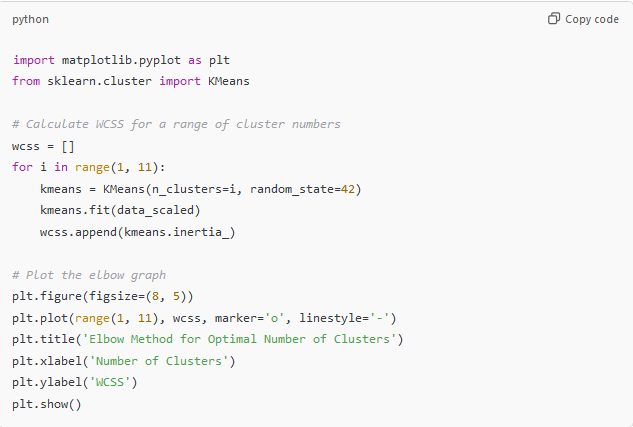 python
Copy code
import matplotlib.pyplot as plt
from sklearn.cluster import KMeans
# Calculate WCSS for a range of cluster numbers
wcss = []
for i in range(1, 11):
    kmeans = KMeans(n_clusters=i, random_state=42)
    kmeans.fit(data_scaled)
    wcss.append(kmeans.inertia_)
# Plot the elbow graph
plt.figure(figsize=(8, 5))
plt.plot(range(1, 11), wcss, marker='o', linestyle='-')
plt.title('Elbow Method for Optimal Number of Clusters')
plt.xlabel('Number of Clusters')
plt.ylabel('WCSS')
plt.show()